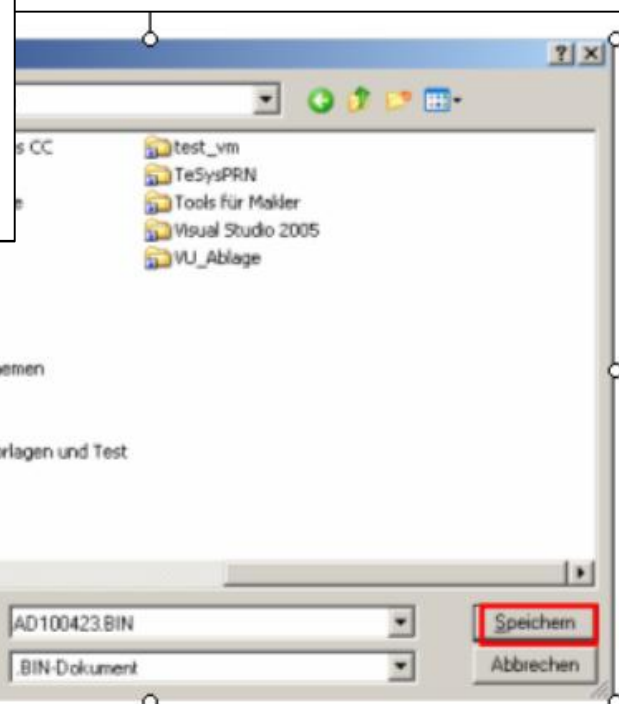 s CC
test_vm
TeSysPRN
e
Tools für Makler
Visual Studio 2005
VU_Ablage
emen
rlagen und Test
AD100423.BIN
Speichern
.BIN-Dokument
Abbrechen